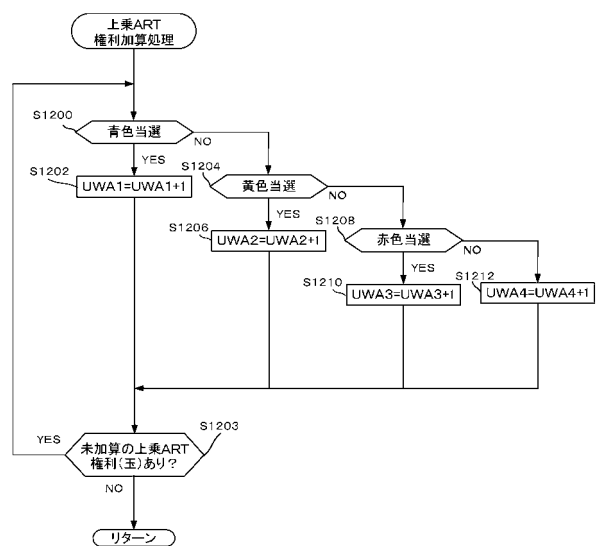 上乗ART
権利加算処理
S1200
青色当選
NO
YES
S1202
UWA1=UWA1+1
S1204
黄色当選
NO
YES
S1206
UWA2=UWA2+1
S1208
赤色当選
NO
YES
S1210
UWA3=UWA3+1
S1212
UWA4=UWA4+1
S1203
YES
未加算の上乗ART
権利(玉)あり?
NO
リターン